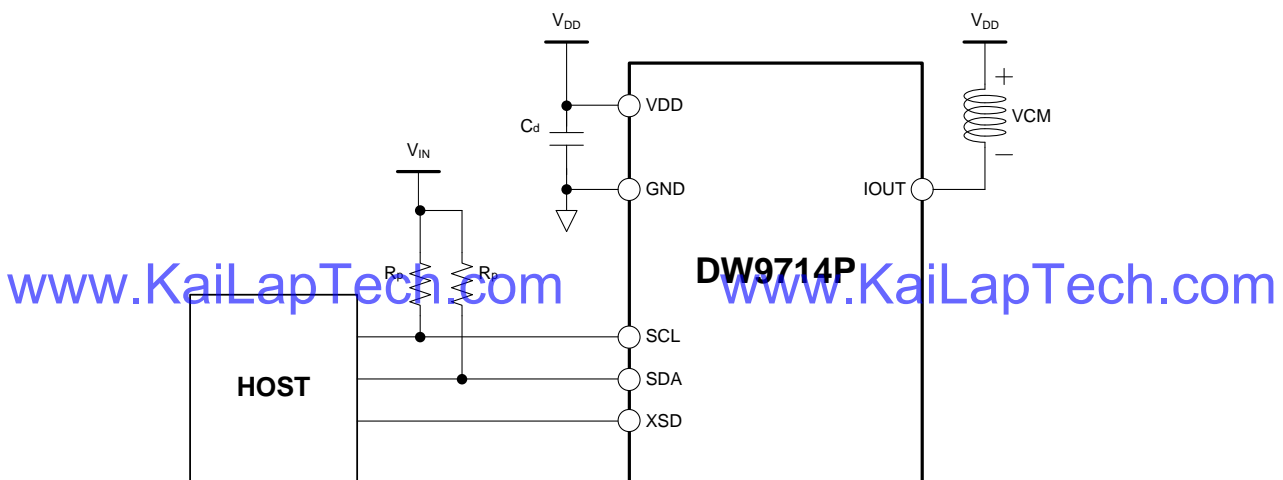 VDD
VDD
VDD
+
VCM
Cd
VIN
GND
IOUT
−
Rp
Rp
DW9714P
www.KaiLapTech.com
www.KaiLapTech.com
SCL
HOST
SDA
XSD